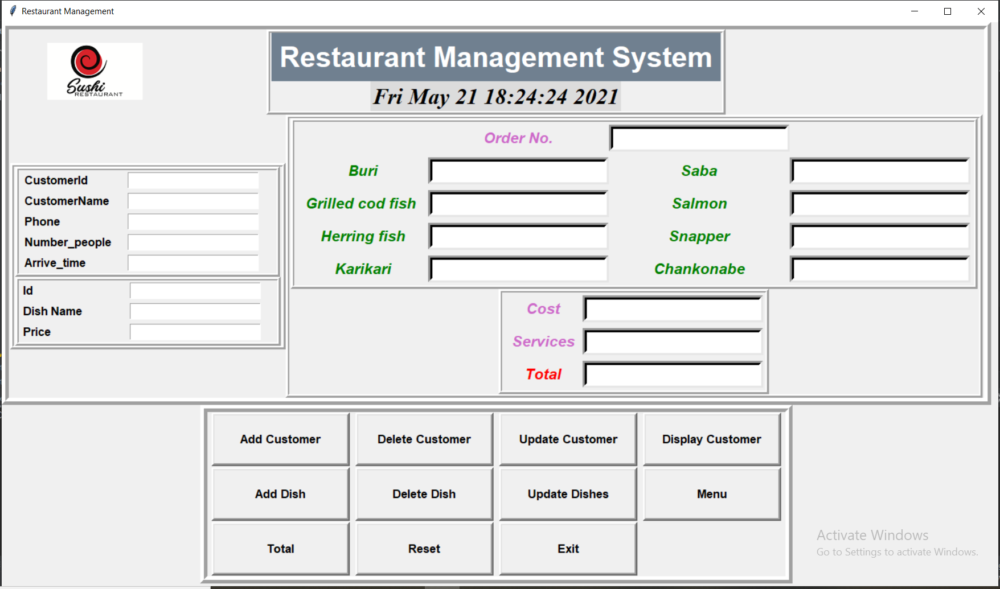 Restaurant Management
Sushi
RESTAURANT
Restaurant Management System
Fri May 21 18:24:24 2021
Order No.
Buri
Saba
Grilled cod fish
Salmon
Herring fish
Snapper
Karikari
Chankonabe
CustomerId
CustomerName
Phone
Number_people
Arrive_time
Id
Dish Name
Price
Cost
Services
Total
Add Customer
Delete Customer
Update Customer
Display Customer
Add Dish
Delete Dish
Update Dishes
Menu
Total
Reset
Exit
Activate Windows
Go to Settings to activate Windows.